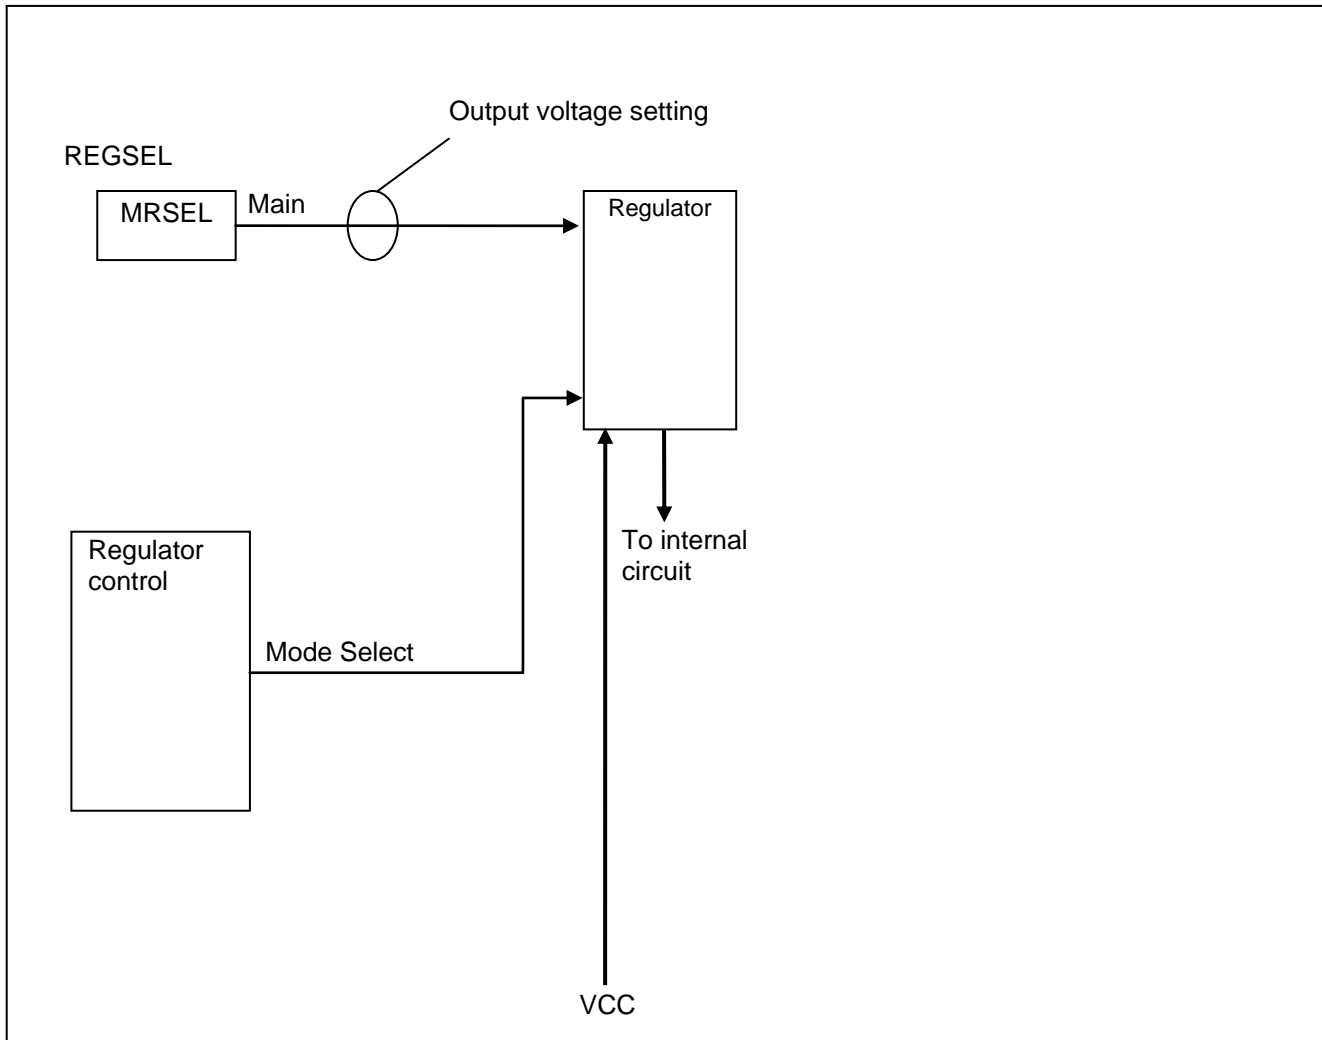 Output voltage setting
REGSEL
MRSEL
Main
Regulator
To internal
circuit
Regulator
control
Mode Select
VCC